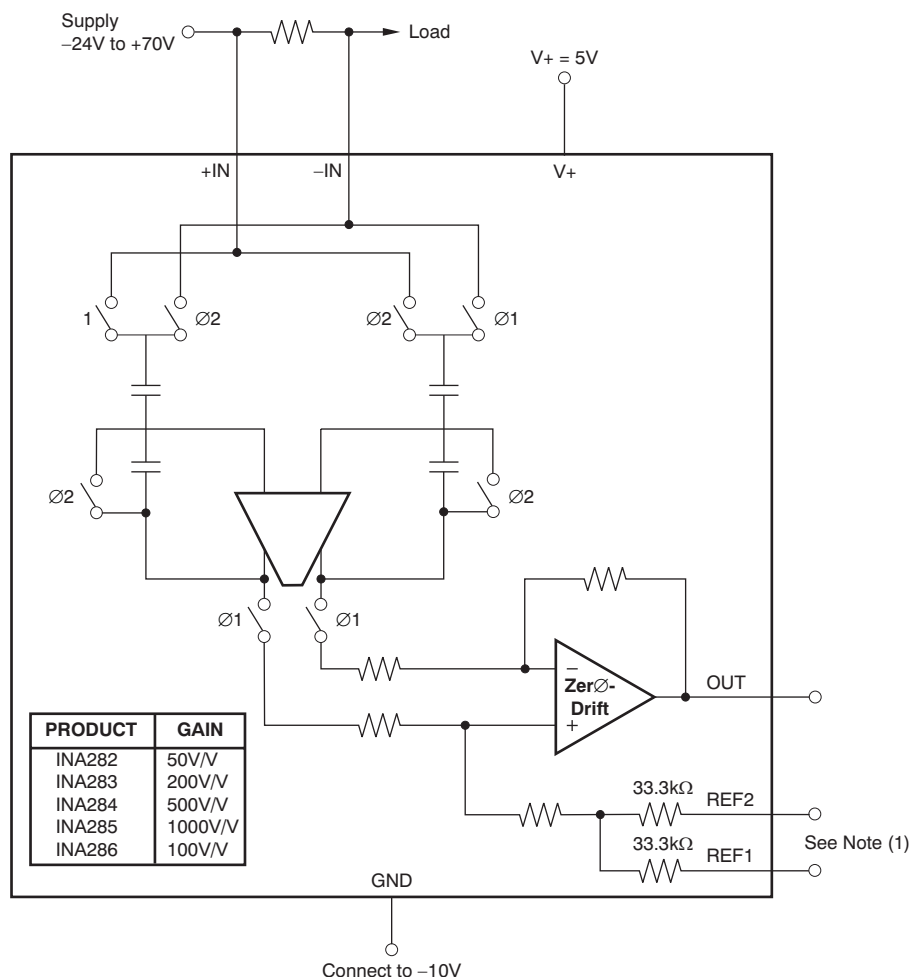 Supply
−24V to +70V
Load
V+ = 5V
+IN
−IN
V+
1
Ø2
Ø2
Ø1
Ø2
Ø2
Ø1
Ø1
−
ZerØ-
Drift
+
OUT
PRODUCT GAIN
INA282 50V/V
INA283 200V/V
INA284 500V/V
INA285 1000V/V
INA286 100V/V
33.3kΩ
REF2
33.3kΩ
REF1
See Note (1)
GND
Connect to −10V